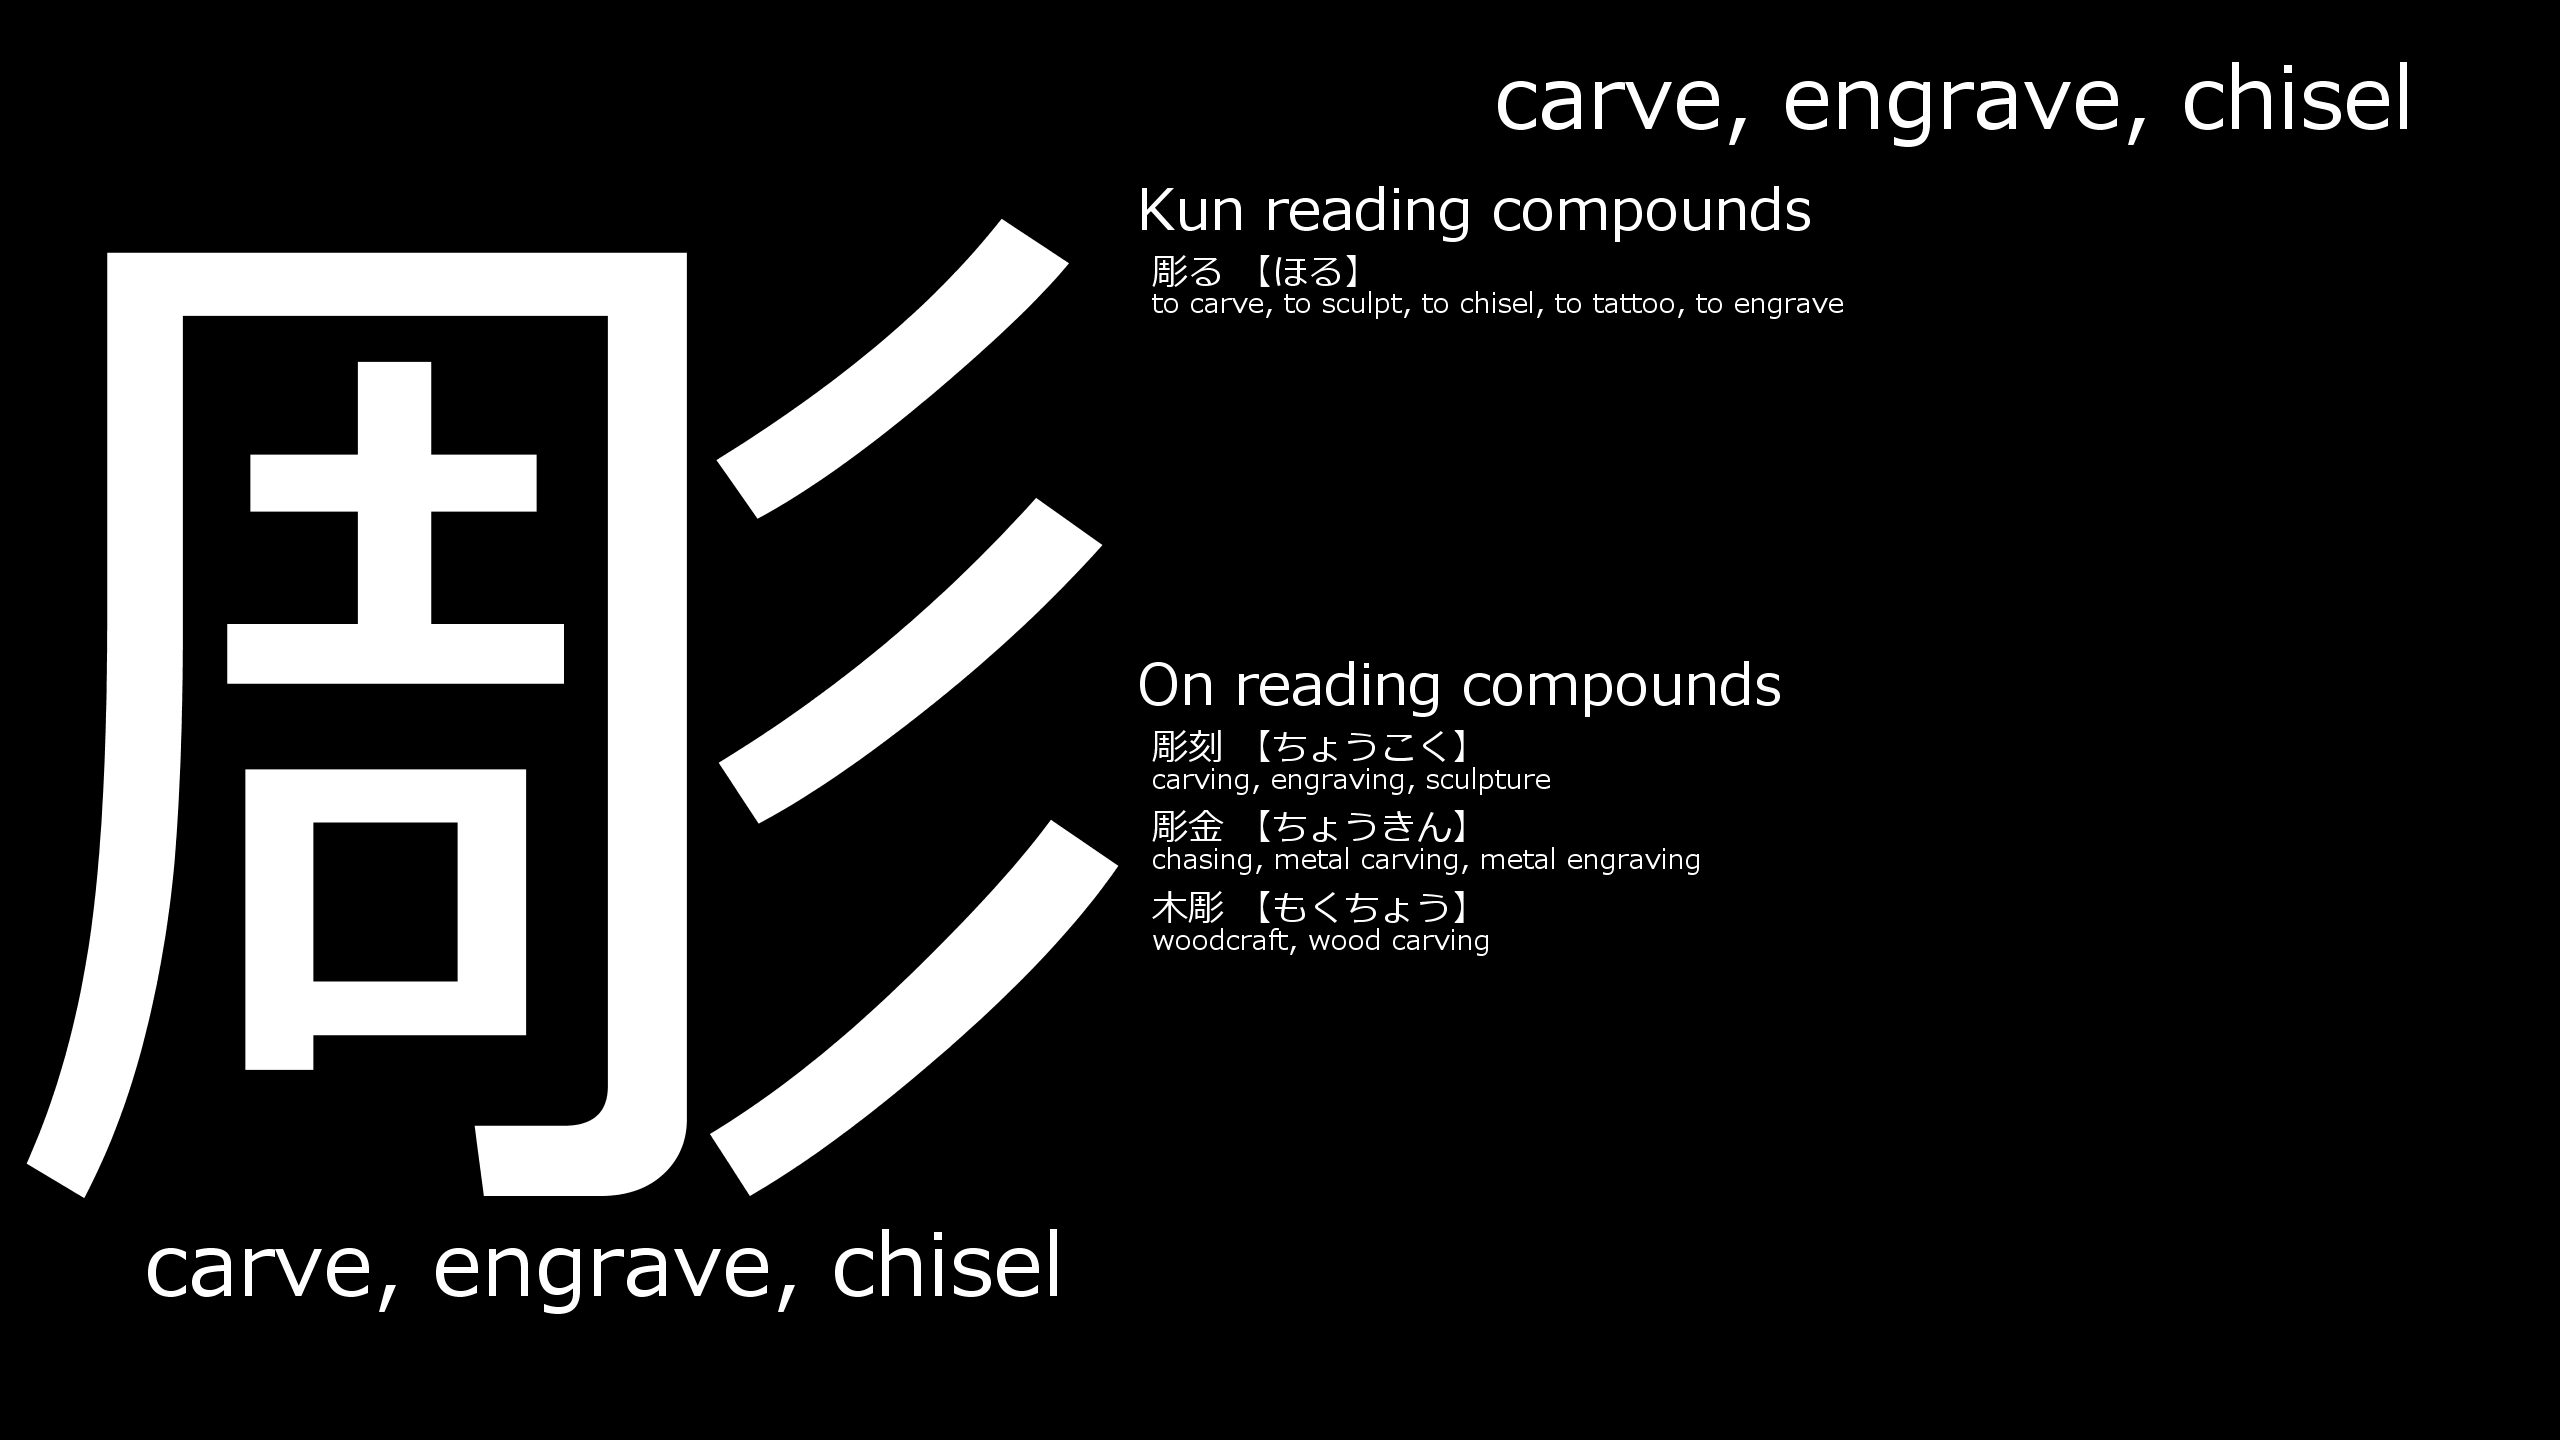 carve, engrave, chisel
彫
carve, engrave, chisel
Kun reading compounds
彫る 【ほる】
to carve, to sculpt, to chisel, to tattoo, to engrave
On reading compounds
彫刻 【ちょうこく】
carving, engraving, sculpture
彫金 【ちょうきん】
chasing, metal carving, metal engraving
木彫 【もくちょう】
woodcraft, wood carving